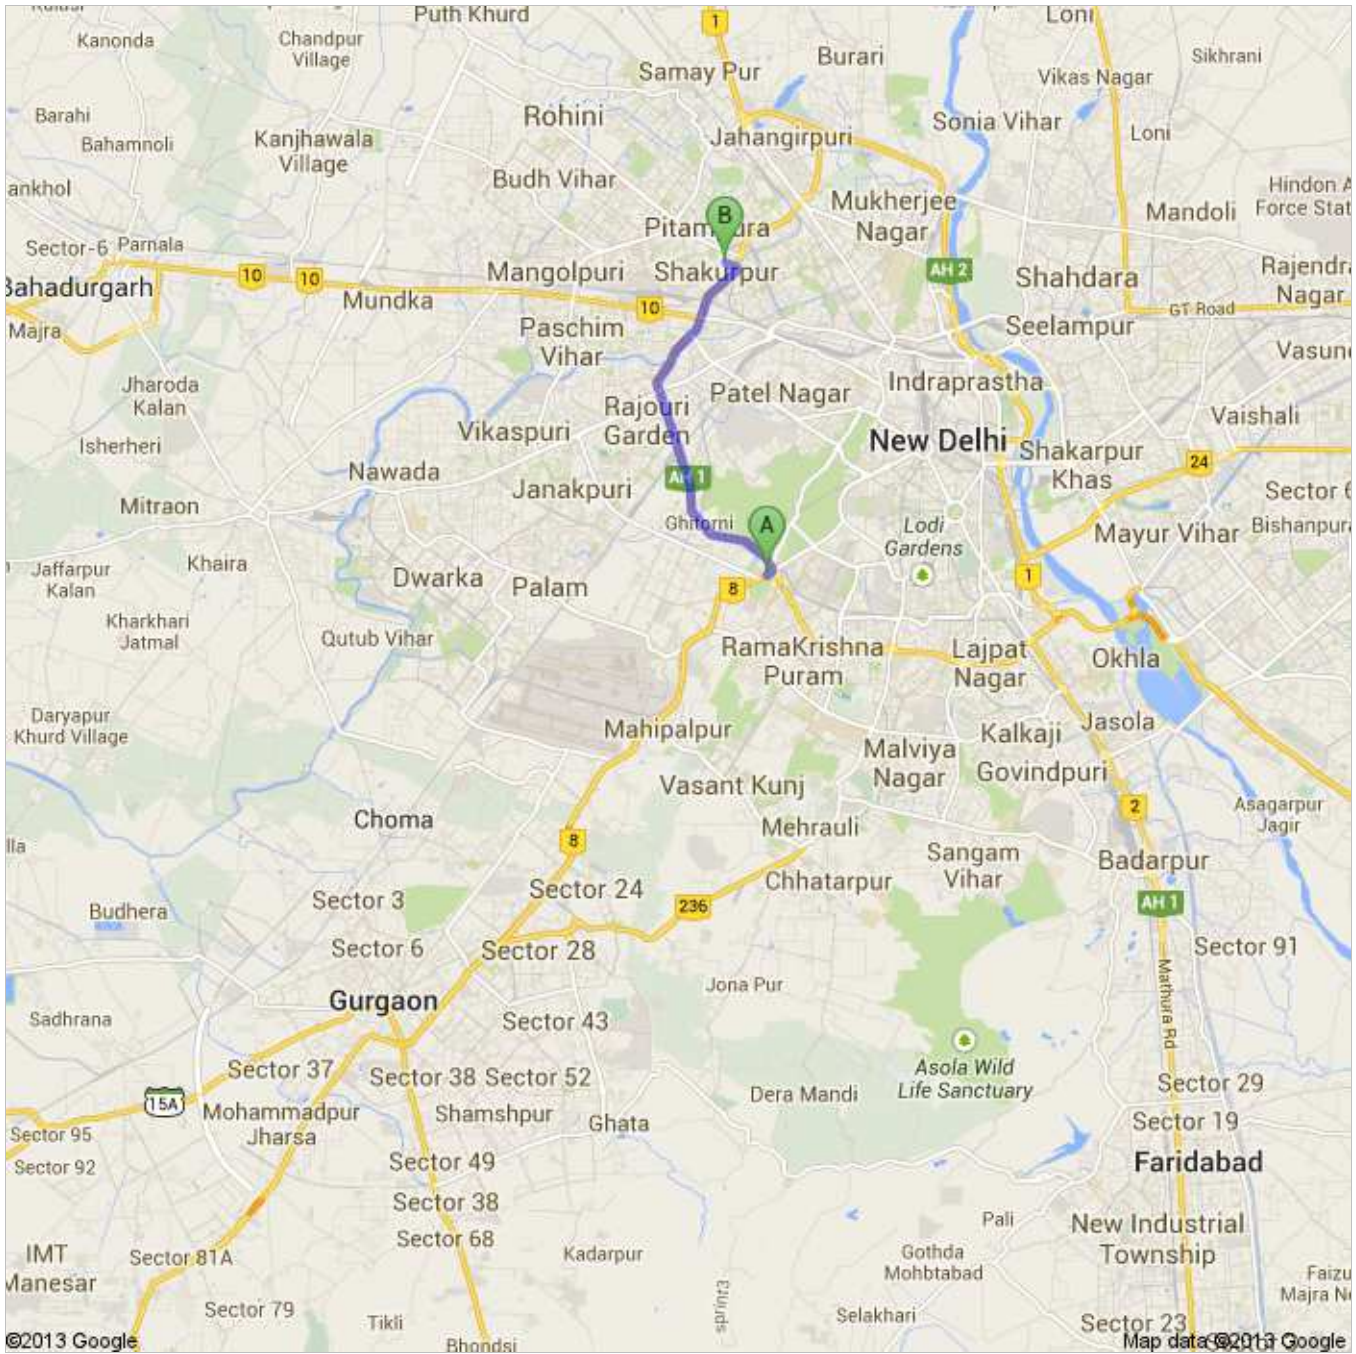 Puth Khurd
Loni
Kanonda
Chandpur
Village
1
Samay Pur
Burari
Vikas Nagar
Sikhrani
Barahi
Bahamnoli
Kanjhawala
Village
Rohini
Jahangirpuri
Sonia Vihar
Loni
ankhol
Budh Vihar
Mukherjee
Nagar
Mandoli
Hindon A
Force Stat
B
Sector-6
Parnala
10
10
Mangolpuri
Shakurpur
AH 2
Shahdara
Rajendra
Nagar
Bahadurgarh
Mundka
10
GT Road
Majra
Paschim
Vihar
Seelampur
Vasun
Jharoda
Kalan
Rajouri
Garden
Patel Nagar
Indraprastha
Vaishali
Isherheri
Vikaspuri
New Delhi
Shakarpur
Khas
24
Nawada
AH 1
Janakpuri
Sector 6
Mitraon
Ghitorni
A
Lodi
Gardens
Mayur Vihar
Bishanpura
Jaffarpur
Kalan
Khaira
Dwarka
Palam
8
1
Kharkhari
Jatmal
Qutub Vihar
RamaKrishna
Puram
Lajpat
Nagar
Okhla
Daryapur
Khurd Village
Mahipalpur
Malviya
Nagar
Kalkaji
Jasola
Vasant Kunj
Govindpuri
Choma
8
Mehrauli
2
Asagarpur
Jagir
lla
Sangam
Vihar
Badarpur
Sector 3
Sector 24
Chhatarpur
AH 1
Budhera
236
Sector 6
Sector 28
Sector 91
Jona Pur
Mathura Rd
Gurgaon
Sadhrana
Sector 43
Asola Wild
Life Sanctuary
Sector 37
Sector 38
Sector 52
Sector 29
15A
Mohammadpur
Jharsa
Shamshpur
Dera Mandi
Sector 95
Ghata
Sector 19
Sector 92
Sector 49
Faridabad
Sector 38
Pali
New Industrial
Township
Sector 68
IMT
Manesar
Sector 81A
Kadarpur
Gothda
Mohbtabad
Faizu
Majra Ne
Sector 79
Tikli
sprint3
Selakhari
Sector 23
Bhondsi
©2013 Google
Map data ©2013 Google